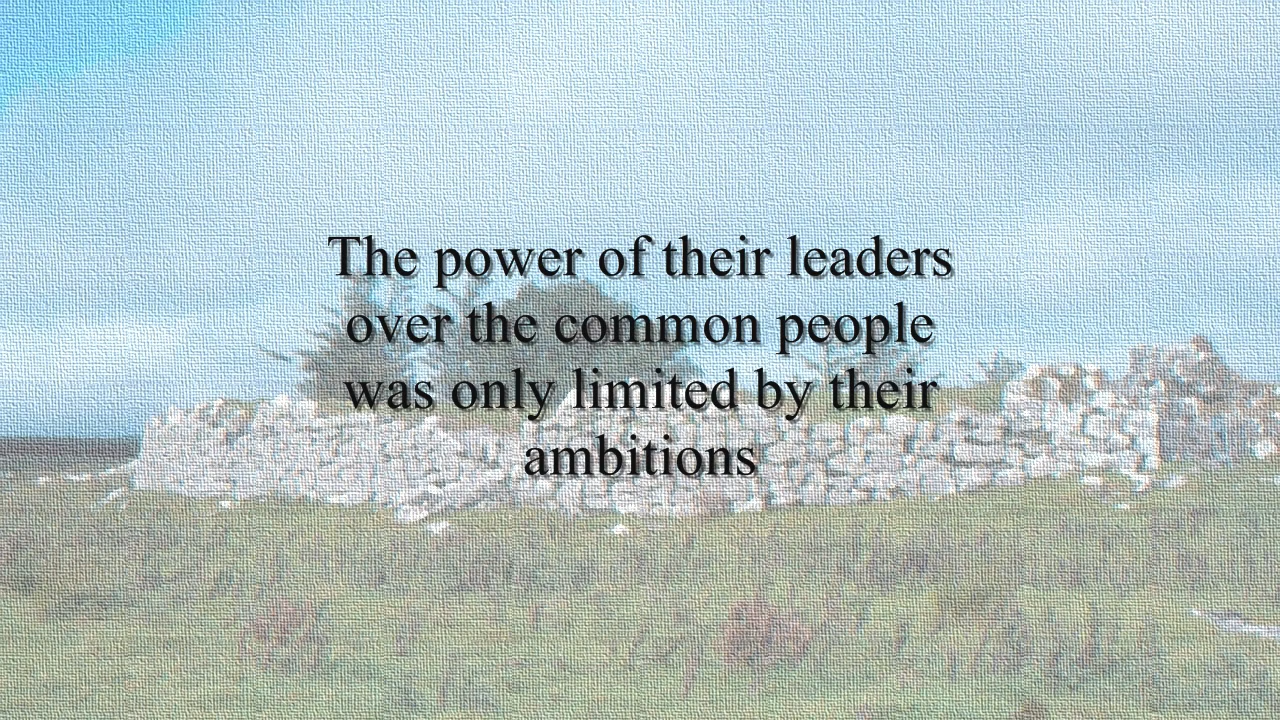 The power of their leaders
over the common people
was only limited by their
ambitions